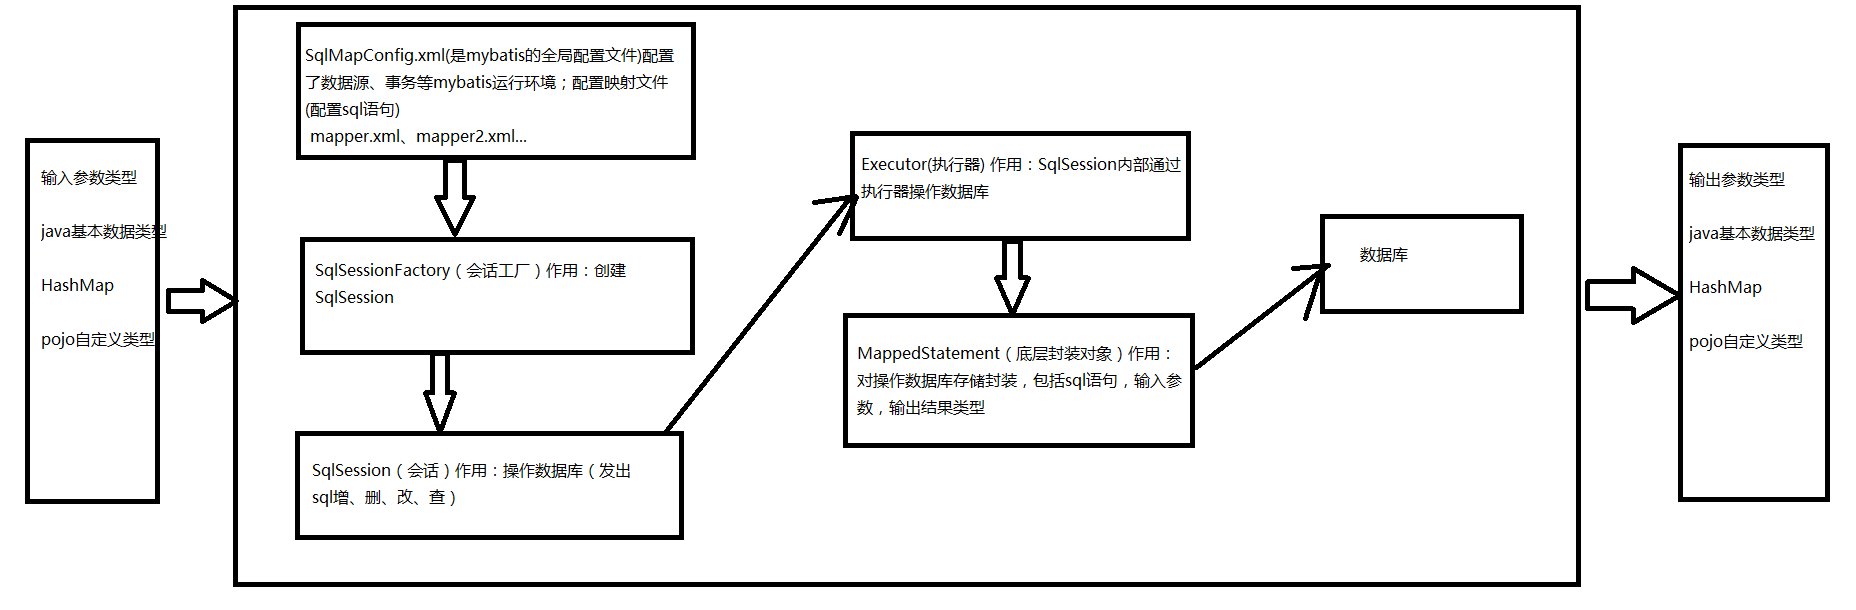 输入参数类型
java基本数据类型
HashMap
pojo自定义类型
SqlMapConfig.xml(是mybatis的全局配置文件)配置
了数据源、事务等mybatis运行环境；配置映射文件
(配置sql语句)
mapper.xml、mapper2.xml...
SqlSessionFactory（会话工厂）作用：创建
SqlSession
SqlSession（会话）作用：操作数据库（发出
sql增、删、改、查）
Executor(执行器) 作用：SqlSession内部通过
执行器操作数据库
MappedStatement（底层封装对象）作用：
对操作数据库存储封装，包括sql语句，输入参
数，输出结果类型
数据库
输出参数类型
java基本数据类型
HashMap
pojo自定义类型